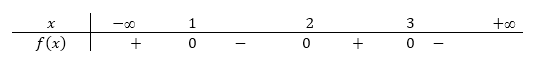 x -∞ 1 2 3 +∞
f(x) + 0 - 0 + 0 -